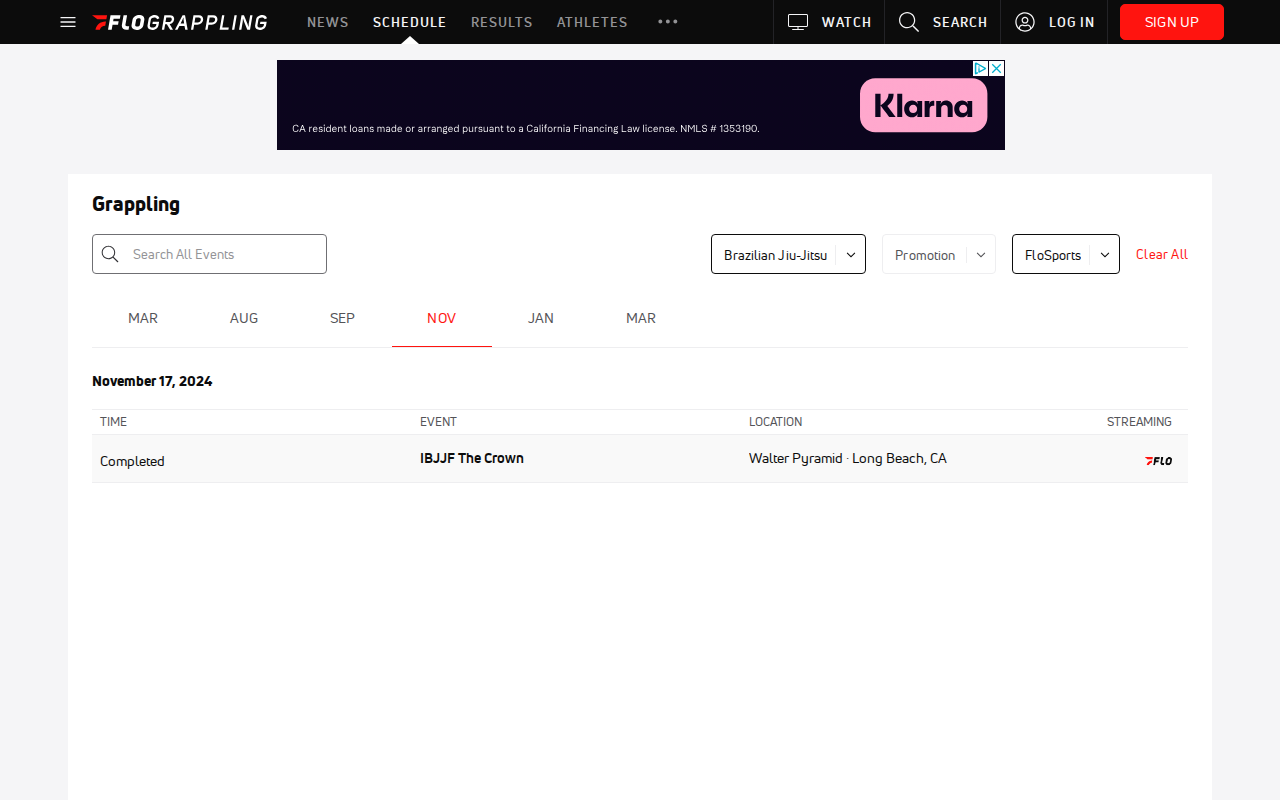 FLOGRAPPLING NEWS SCHEDULE RESULTS ATHLETES WATCH SEARCH LOG IN SIGN UP
CA resident loans made or arranged pursuant to a California Financing Law license. NMLS # 1353190.
Klarna
Grappling
Search All Events Brazilian Jiu-Jitsu Promotion FloSports Clear All
MAR AUG SEP NOV JAN MAR
November 17, 2024
TIME EVENT LOCATION STREAMING
Completed IBJJF The Crown Walter Pyramid · Long Beach, CA FLO